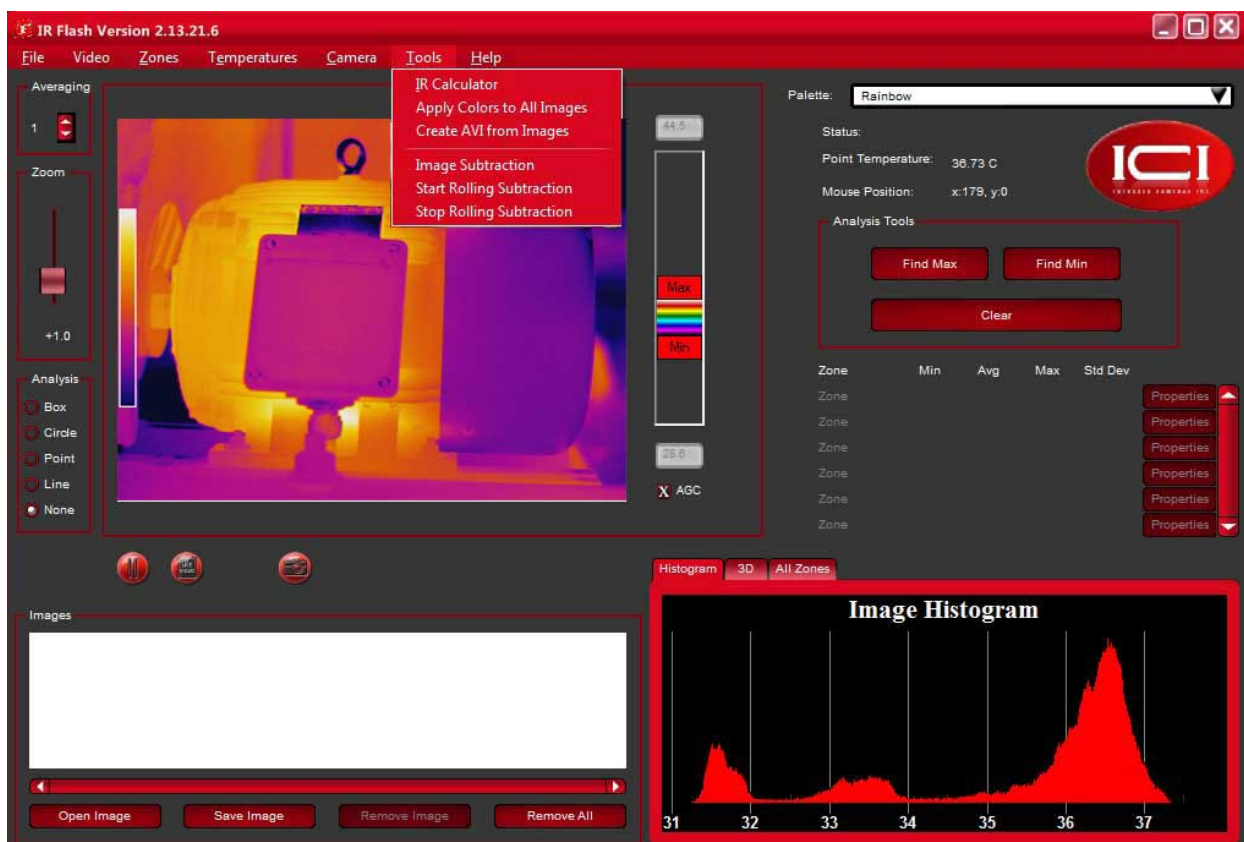 IR Flash Version 2.13.21.6
File Video Zones Temperatures Camera Tools Help
IR Calculator
Apply Colors to All Images
Create AVI from Images
Image Subtraction
Start Rolling Subtraction
Stop Rolling Subtraction
Averaging
1
Zoom
+1.0
Analysis
Box
Circle
Point
Line
None
44.5
Max
Min
28.6
X AGC
Palette: Rainbow
Status:
Point Temperature: 36.73 C
Mouse Position: x:179, y:0
ICI
INFRARED CAMERAS INC
Analysis Tools
Find Max Find Min
Clear
Zone Min Avg Max Std Dev
Zone Properties
Zone Properties
Zone Properties
Zone Properties
Zone Properties
Zone Properties
LIVE VIDEO
Images
Open Image Save Image Remove Image Remove All
Histogram 3D All Zones
Image Histogram
31 32 33 34 35 36 37